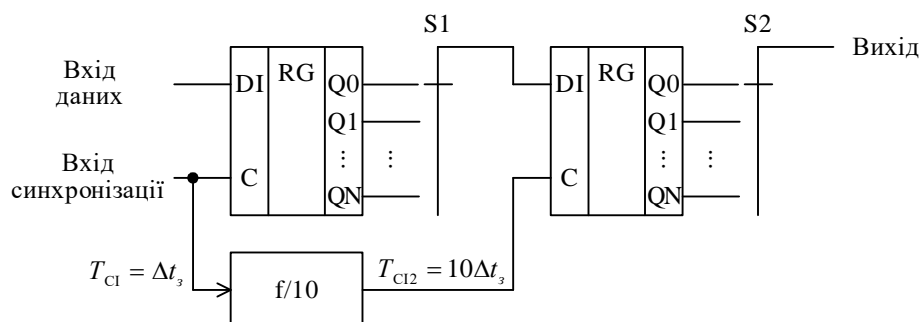 S1
S2
Вхід
даних
DI
RG
Q0
Q1
⋮
⋮
QN
DI
RG
Q0
Q1
⋮
⋮
QN
Вихід
Вхід
синхронізації
C
C
T_CI = Δt_з
f/10
T_CI2 = 10Δt_з